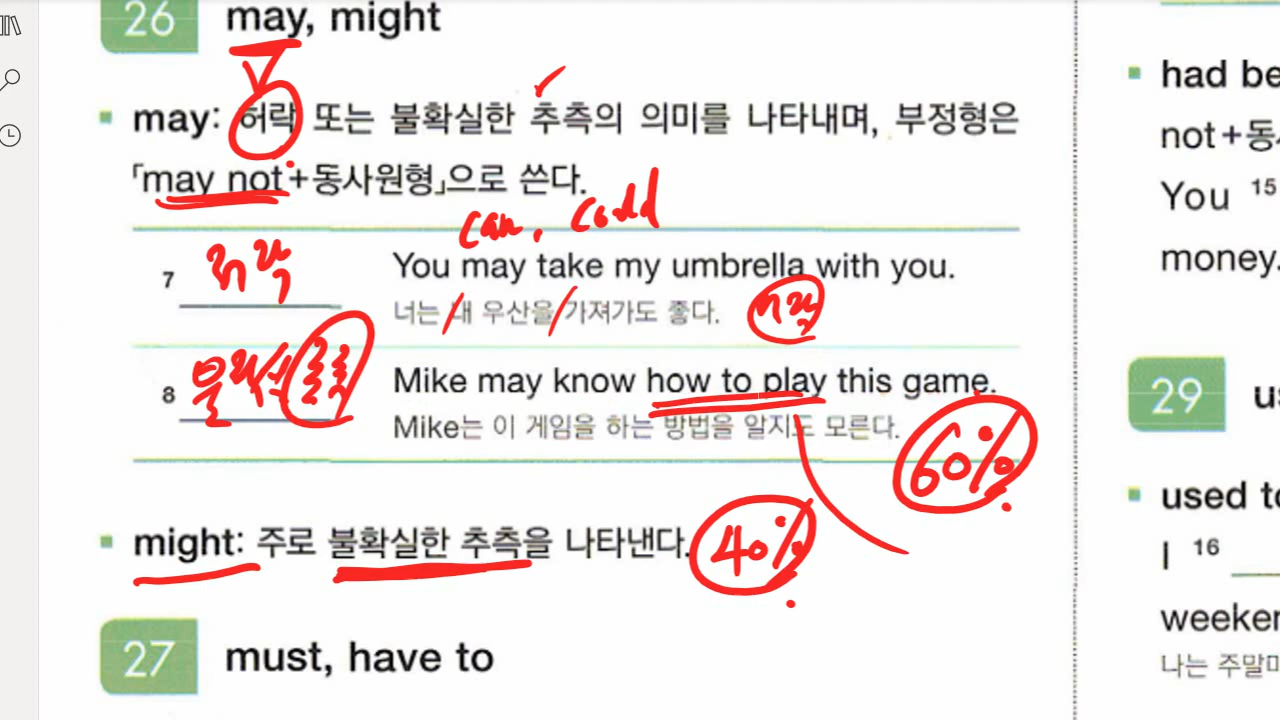 26 may, might
may: 허락 또는 불확실한 추측의 의미를 나타내며, 부정형은
「may not+동사원형」으로 쓴다.
can, could
7 허락 You may take my umbrella with you.
너는 내 우산을 가져가도 좋다. 허락
8 불확실한 추측 Mike may know how to play this game.
Mike는 이 게임을 하는 방법을 알지도 모른다.
60%
might: 주로 불확실한 추측을 나타낸다. 40%
27 must, have to
had be
not+동
You 15
money.
29 us
used to
I 16
weeken
나는 주말